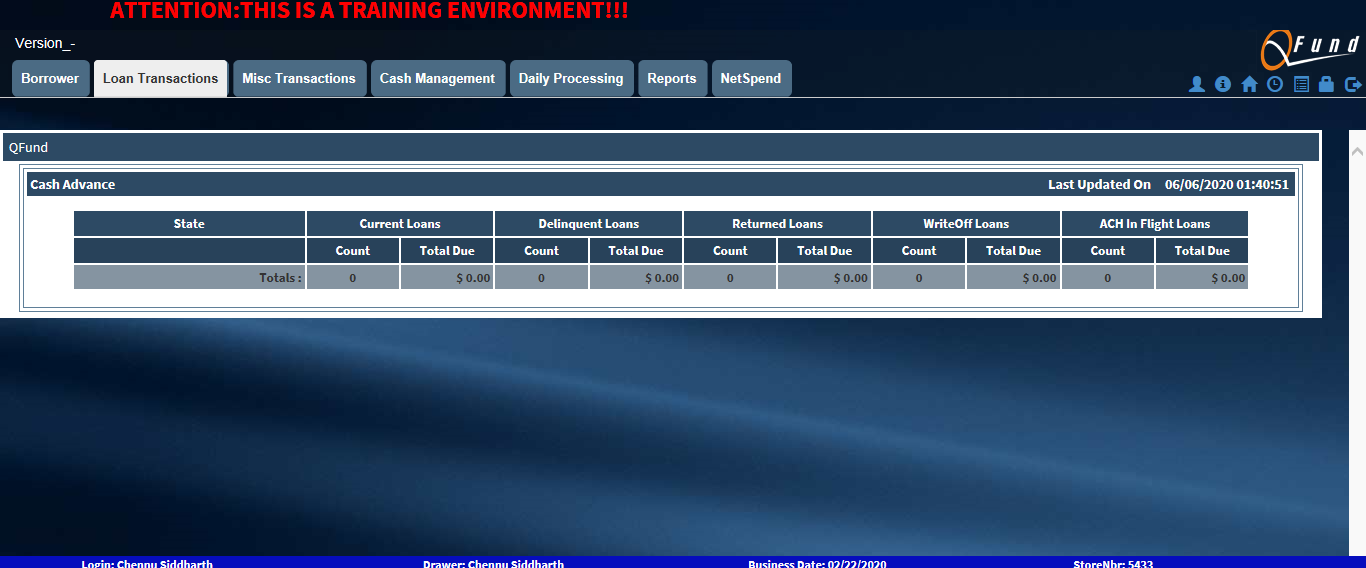 ATTENTION:THIS IS A TRAINING ENVIRONMENT!!!
Version_-
QFund
Borrower Loan Transactions Misc Transactions Cash Management Daily Processing Reports NetSpend
QFund
Cash Advance Last Updated On 06/06/2020 01:40:51
State Current Loans Delinquent Loans Returned Loans WriteOff Loans ACH In Flight Loans
Count Total Due Count Total Due Count Total Due Count Total Due Count Total Due
Totals : 0 $ 0.00 0 $ 0.00 0 $ 0.00 0 $ 0.00 0 $ 0.00
Login: Chennu Siddharth Drawer: Chennu Siddharth Business Date: 02/22/2020 StoreNbr: 5433